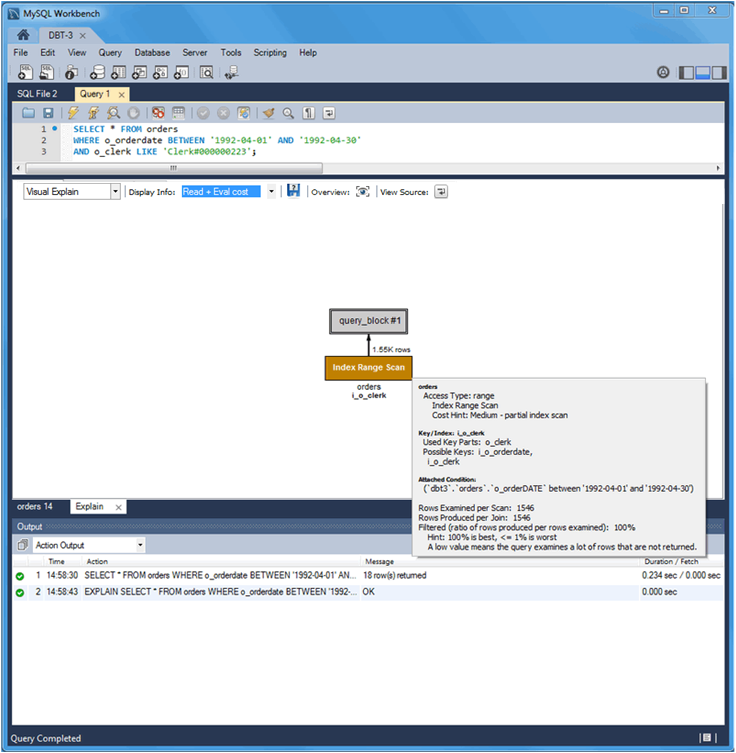 MySQL Workbench
DBT-3
File Edit View Query Database Server Tools Scripting Help
SQL File 2 Query 1
1 SELECT * FROM orders
2 WHERE o_orderdate BETWEEN '1992-04-01' AND '1992-04-30'
3 AND o_clerk LIKE 'Clerk#000000223';
Visual Explain Display Info: Read + Eval cost Overview: View Source:
query_block #1
1.55K rows
Index Range Scan
orders
i_o_clerk
orders
Access Type: range
Index Range Scan
Cost Hint: Medium - partial index scan
Key/Index: i_o_clerk
Used Key Parts: o_clerk
Possible Keys: i_o_orderdate,
i_o_clerk
Attached Condition:
(`dbt3`.`orders`.`o_orderDATE` between '1992-04-01' and '1992-04-30')
Rows Examined per Scan: 1546
Rows Produced per Join: 1546
Filtered (ratio of rows produced per rows examined): 100%
Hint: 100% is best, <= 1% is worst
A low value means the query examines a lot of rows that are not returned.
orders 14 Explain
Output
Action Output
Time Action Message Duration / Fetch
1 14:58:30 SELECT * FROM orders WHERE o_orderdate BETWEEN '1992-04-01' AN... 18 row(s) returned 0.234 sec / 0.000 sec
2 14:58:43 EXPLAIN SELECT * FROM orders WHERE o_orderdate BETWEEN '1992-... OK 0.000 sec
Query Completed